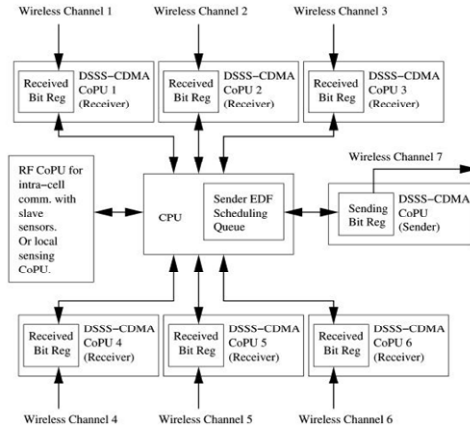 Wireless Channel 1
Wireless Channel 2
Wireless Channel 3
Received
Bit Reg
DSSS-CDMA
CoPU 1
(Receiver)
Received
Bit Reg
DSSS-CDMA
CoPU 2
(Receiver)
Received
Bit Reg
DSSS-CDMA
CoPU 3
(Receiver)
RF CoPU for
intra-cell
comm. with
slave
sensors.
Or local
sensing
CoPU.
CPU
Sender EDF
Scheduling
Queue
Wireless Channel 7
Sending
Bit Reg
DSSS-CDMA
CoPU
(Sender)
Received
Bit Reg
DSSS-CDMA
CoPU 4
(Receiver)
Received
Bit Reg
DSSS-CDMA
CoPU 5
(Receiver)
Received
Bit Reg
DSSS-CDMA
CoPU 6
(Receiver)
Wireless Channel 4
Wireless Channel 5
Wireless Channel 6